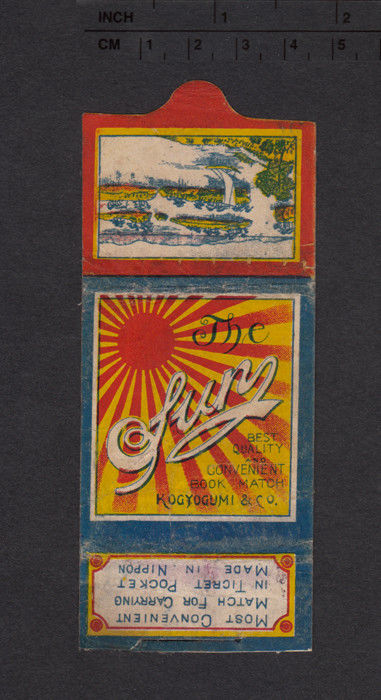 INCH 1 2
CM 1 2 3 4 5
The
Sun
BEST
QUALITY
AND
CONVENIENT
BOOK MATCH
KOGYOGUMI & CO.
MOST CONVENIENT
MATCH FOR CARRYING
IN TICRET POCKET
MADE IN NIPPON